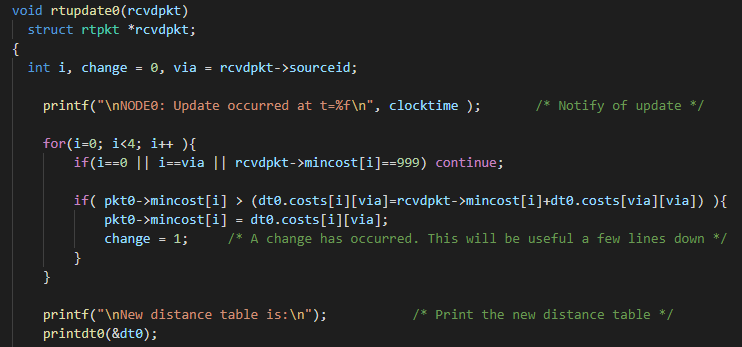 void rtupdate0(rcvdpkt)
struct rtpkt *rcvdpkt;
{
int i, change = 0, via = rcvdpkt->sourceid;
printf("\nNODE0: Update occurred at t=%f\n", clocktime ); /* Notify of update */
for(i=0; i<4; i++ ){
if(i==0 || i==via || rcvdpkt->mincost[i]==999) continue;
if( pkt0->mincost[i] > (dt0.costs[i][via]=rcvdpkt->mincost[i]+dt0.costs[via][via]) ){
pkt0->mincost[i] = dt0.costs[i][via];
change = 1; /* A change has occurred. This will be useful a few lines down */
}
}
printf("\nNew distance table is:\n"); /* Print the new distance table */
printdt0(&dt0);